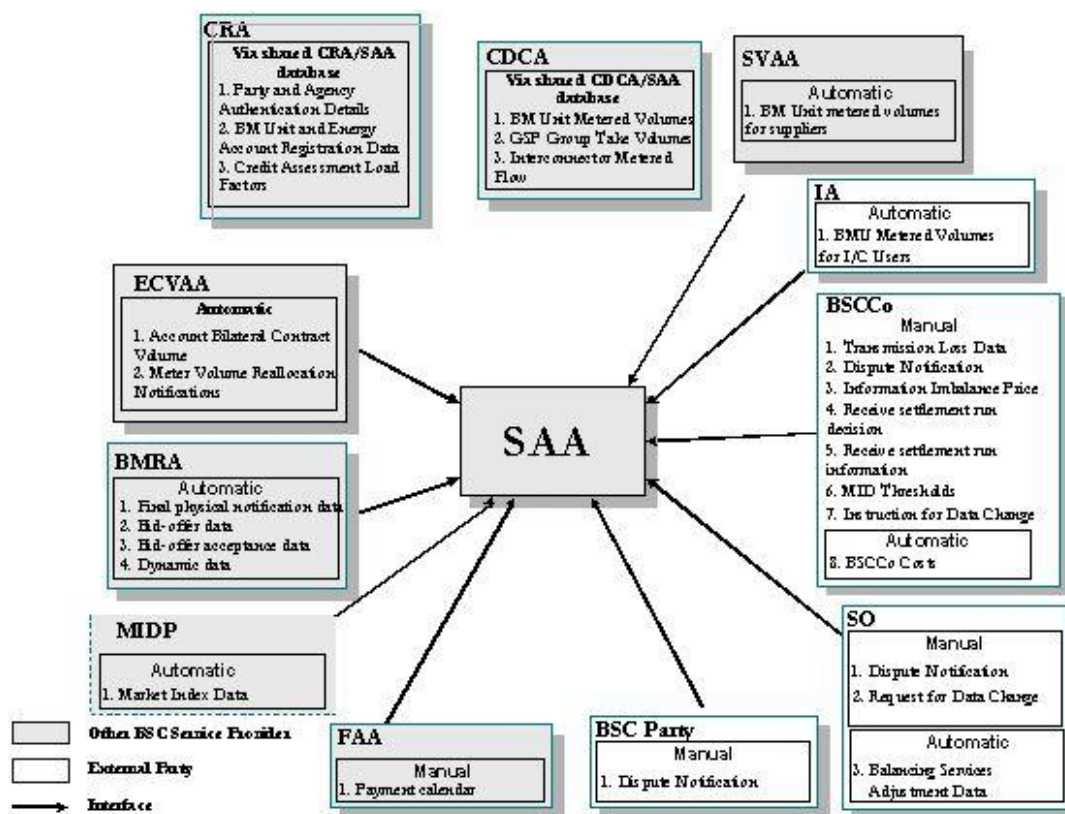 CRA
Via shared CRA/SAA
database
1. Party and Agency
Authentication Details
2. BM Unit and Energy
Account Registration Data
3. Credit Assessment Load
Factors
CDCA
Via shared CDCA/SAA
database
1. BM Unit Metered Volumes
2. GSP Group Take Volumes
3. Interconnector Metered
Flow
SVAA
Automatic
1. BM Unit metered volumes
for suppliers
IA
Automatic
1. BMU Metered Volumes
for I/C Users
ECVAA
Automatic
1. Account Bilateral Contract
Volume
2. Meter Volume Reallocation
Notifications
BSCCo
Manual
1. Transmission Loss Data
2. Dispute Notification
3. Information Imbalance Price
4. Receive settlement run
decision
5. Receive settlement run
information
6. MID Thresholds
7. Instruction for Data Change
Automatic
8. BSCCo Costs
SAA
BMRA
Automatic
1. Final physical notification data
2. Bid-offer data
3. Bid-offer acceptance data
4. Dynamic data
MIDP
Automatic
1. Market Index Data
SO
Manual
1. Dispute Notification
2. Request for Data Change
Automatic
3. Balancing Services
Adjustment Data
FAA
Manual
1. Payment calendar
BSC Party
Manual
1. Dispute Notification
Other BSC Service Provider
External Party
Interface